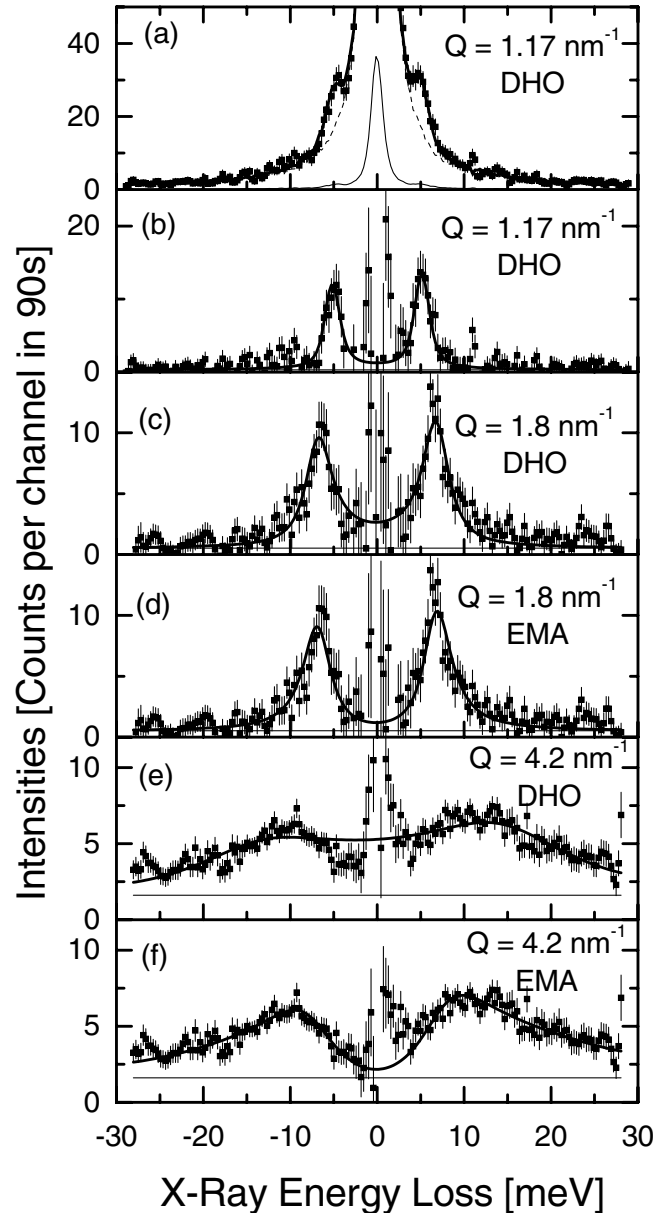 (a)
Q = 1.17 nm⁻¹
DHO
40
20
0
(b)
Q = 1.17 nm⁻¹
DHO
20
0
(c)
Q = 1.8 nm⁻¹
DHO
10
0
(d)
Q = 1.8 nm⁻¹
EMA
10
0
(e)
Q = 4.2 nm⁻¹
DHO
10
5
0
(f)
Q = 4.2 nm⁻¹
EMA
10
5
0
-30 -20 -10 0 10 20 30
X-Ray Energy Loss [meV]
Intensities [Counts per channel in 90s]